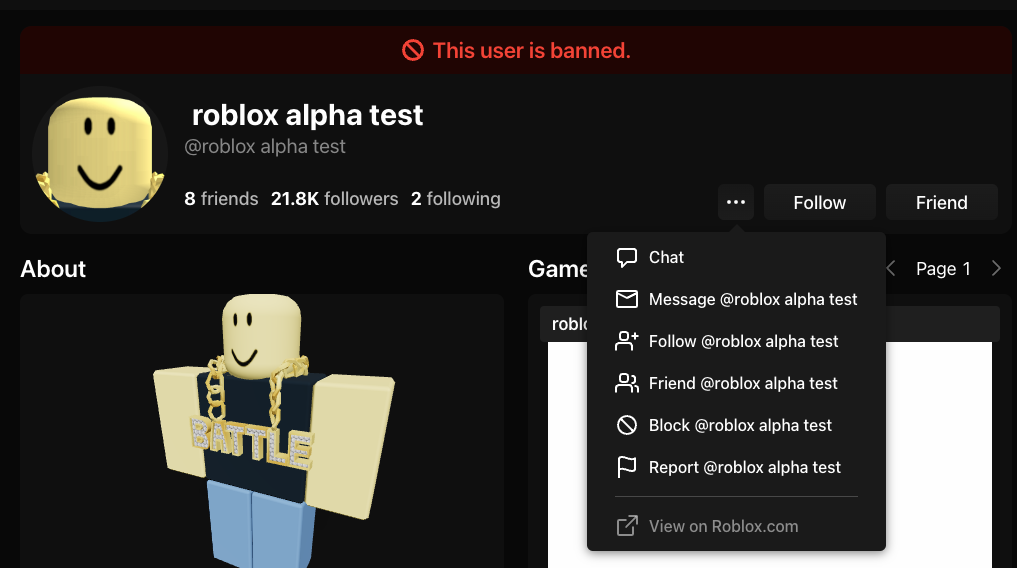 This user is banned.
roblox alpha test
@roblox alpha test
8 friends 21.8K followers 2 following
... Follow Friend
About
BATTLE
Game
Page 1
roblo
Chat
Message @roblox alpha test
Follow @roblox alpha test
Friend @roblox alpha test
Block @roblox alpha test
Report @roblox alpha test
View on Roblox.com